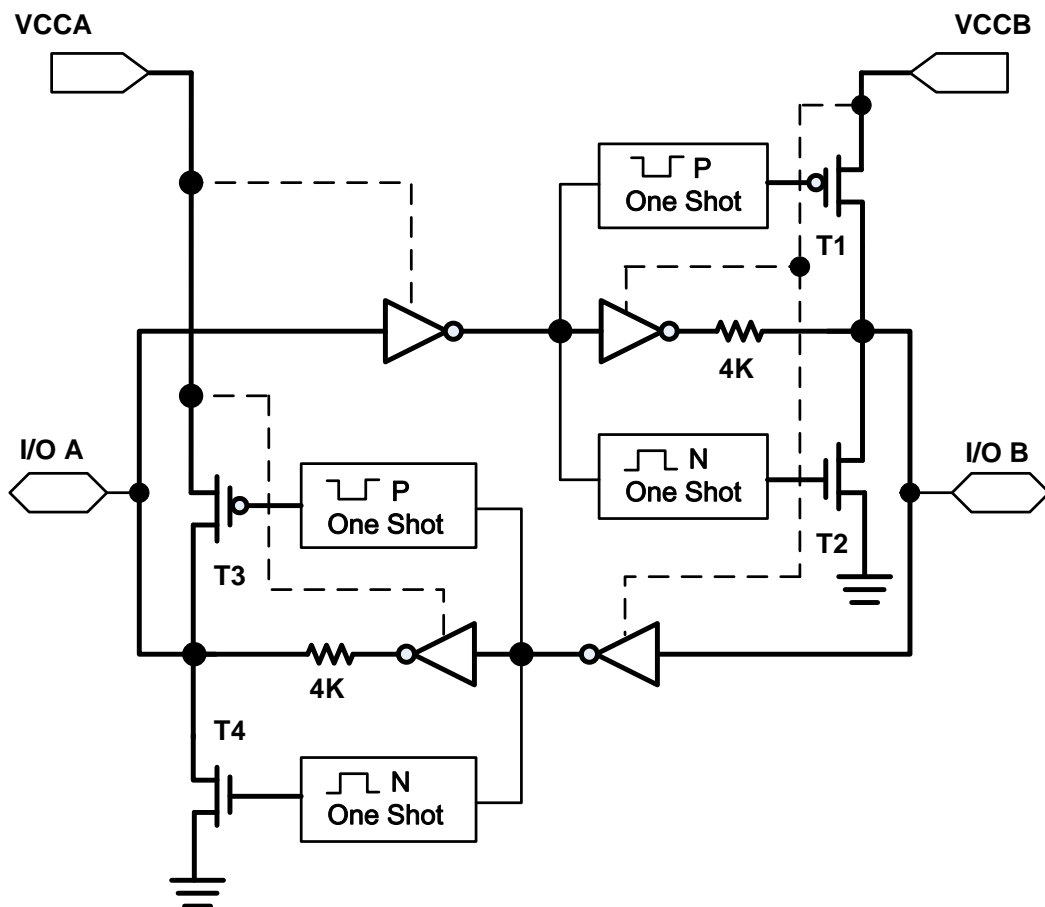 VCCA
VCCB
P
One Shot
T1
4K
I/O A
I/O B
N
One Shot
P
One Shot
T2
T3
4K
T4
N
One Shot